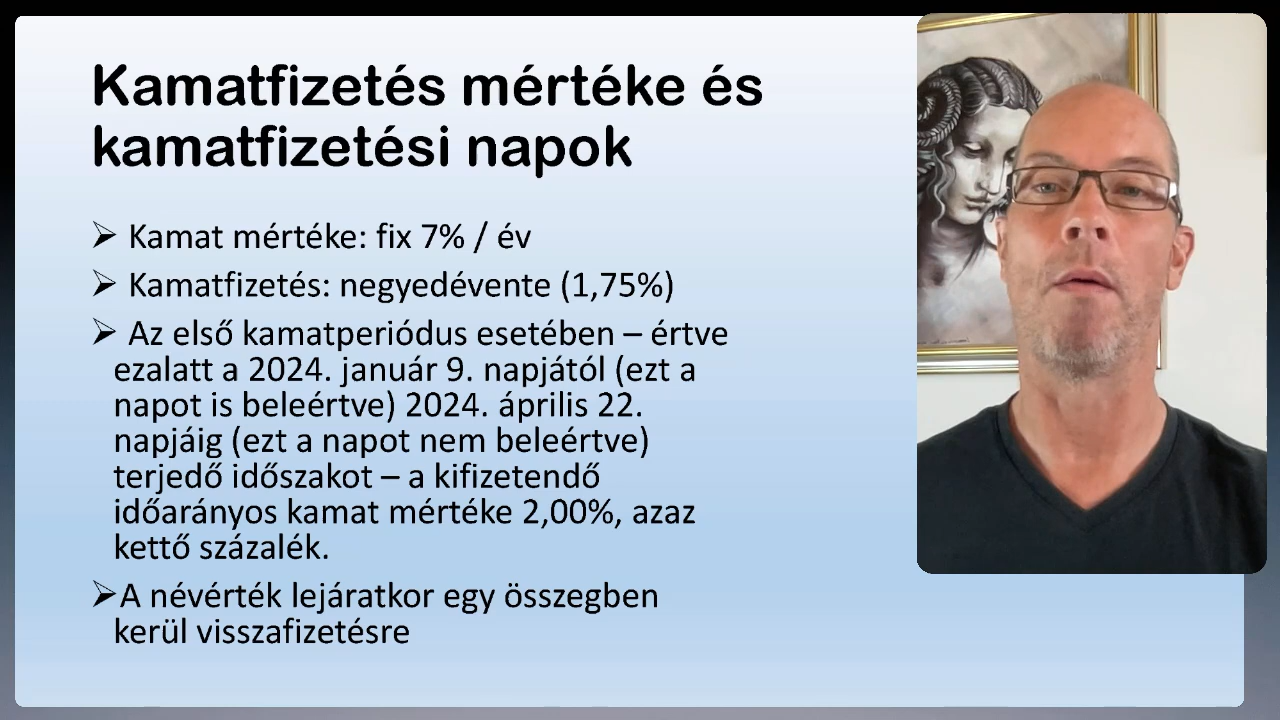 Kamatfizetés mértéke és
kamatfizetési napok
➢ Kamat mértéke: fix 7% / év
➢ Kamatfizetés: negyedévente (1,75%)
➢ Az első kamatperiódus esetében – értve
ezalatt a 2024. január 9. napjától (ezt a
napot is beleértve) 2024. április 22.
napjáig (ezt a napot nem beleértve)
terjedő időszakot – a kifizetendő
időarányos kamat mértéke 2,00%, azaz
kettő százalék.
➢A névérték lejáratkor egy összegben
kerül visszafizetésre